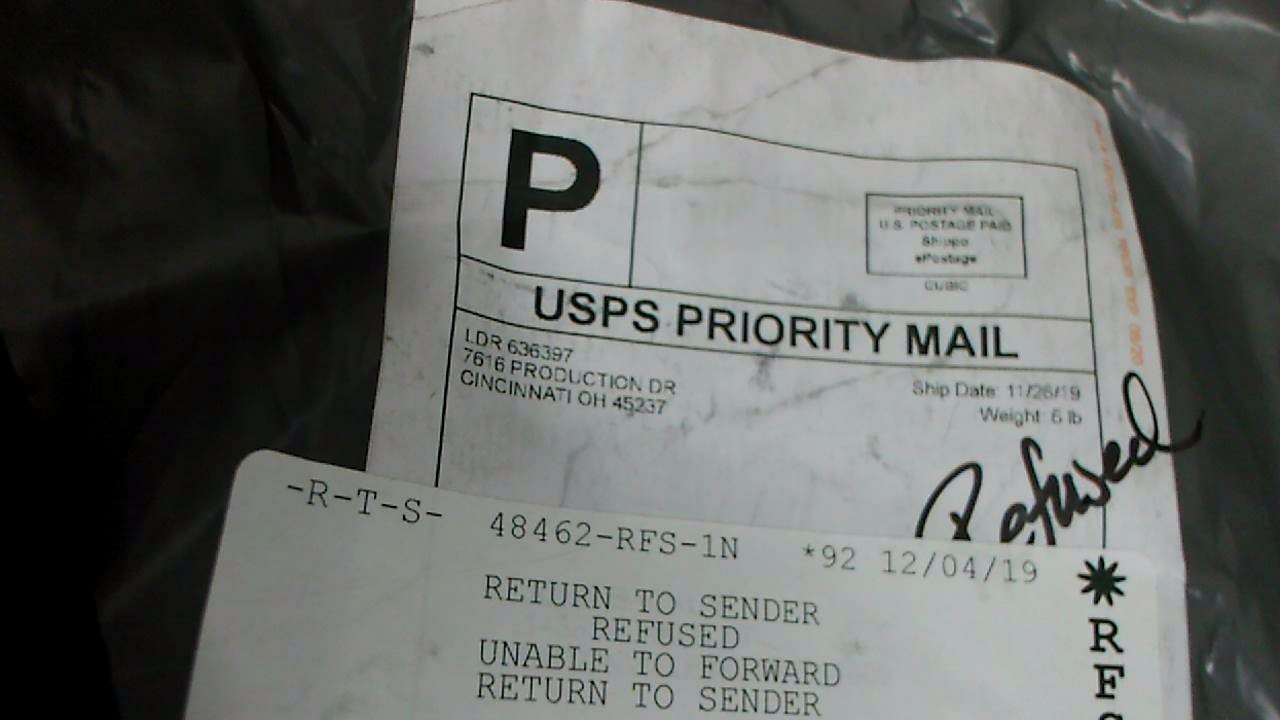 P
PRIORITY MAIL
U.S. POSTAGE PAID
Shippo
ePostage
CUBIC
USPS PRIORITY MAIL
LDR 636397
7616 PRODUCTION DR
CINCINNATI OH 45237
Ship Date: 11/26/19
Weight: 6 lb
Refused
-R-T-S- 48462-RFS-1N *92 12/04/19
RETURN TO SENDER
REFUSED
UNABLE TO FORWARD
RETURN TO SENDER
*
R
F
S